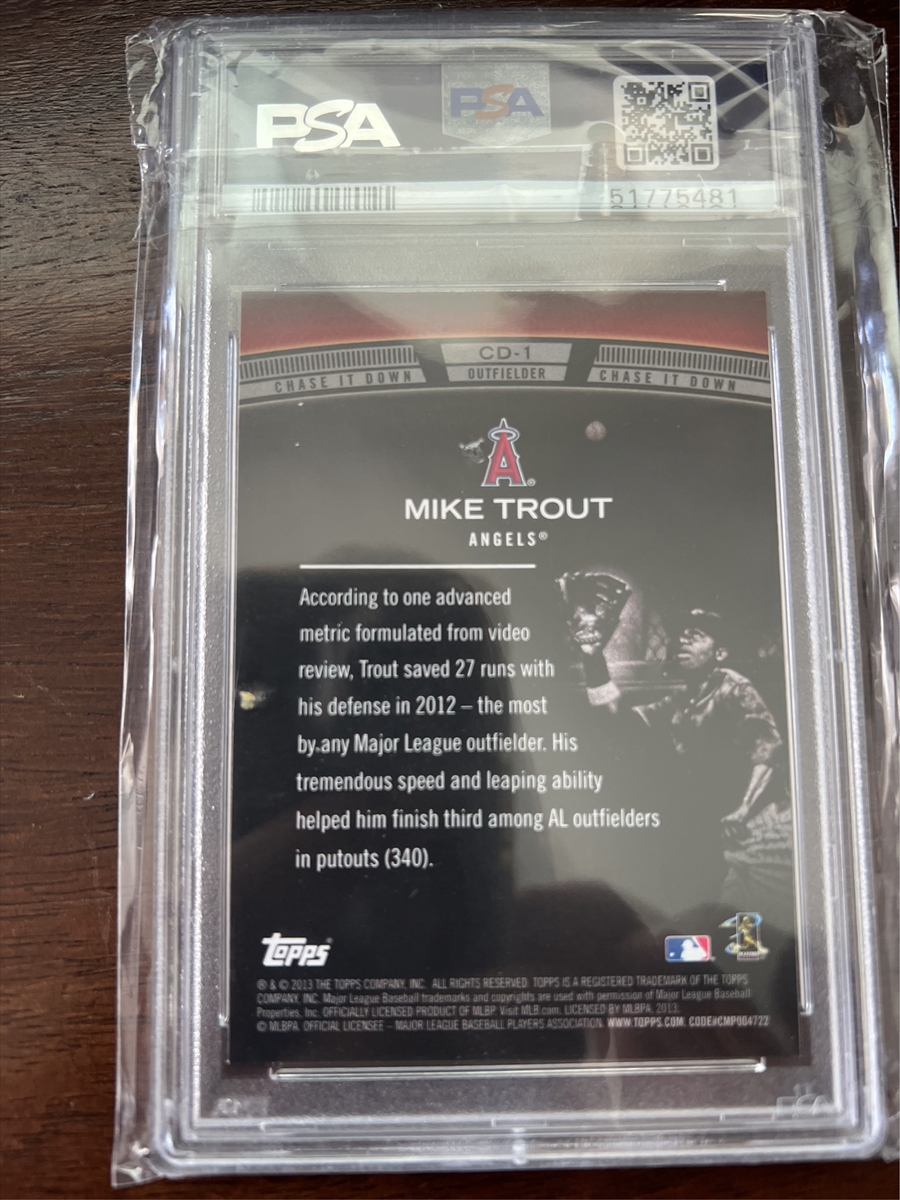 PSA
PSA
51775481
CD-1
CHASE IT DOWN
OUTFIELDER
CHASE IT DOWN
A®
MIKE TROUT
ANGELS®
According to one advanced
metric formulated from video
review, Trout saved 27 runs with
his defense in 2012 – the most
by any Major League outfielder. His
tremendous speed and leaping ability
helped him finish third among AL outfielders
in putouts (340).
TOPPS
® & © 2013 THE TOPPS COMPANY, INC. ALL RIGHTS RESERVED. TOPPS IS A REGISTERED TRADEMARK OF THE TOPPS
COMPANY, INC. Major League Baseball trademarks and copyrights are used with permission of Major League Baseball
Properties, Inc. OFFICIALLY LICENSED PRODUCT OF MLBP. Visit MLB.com. LICENSED BY MLBPA, 2013.
© MLBPA. OFFICIAL LICENSEE – MAJOR LEAGUE BASEBALL PLAYERS ASSOCIATION. WWW.TOPPS.COM CODE#CMP004722